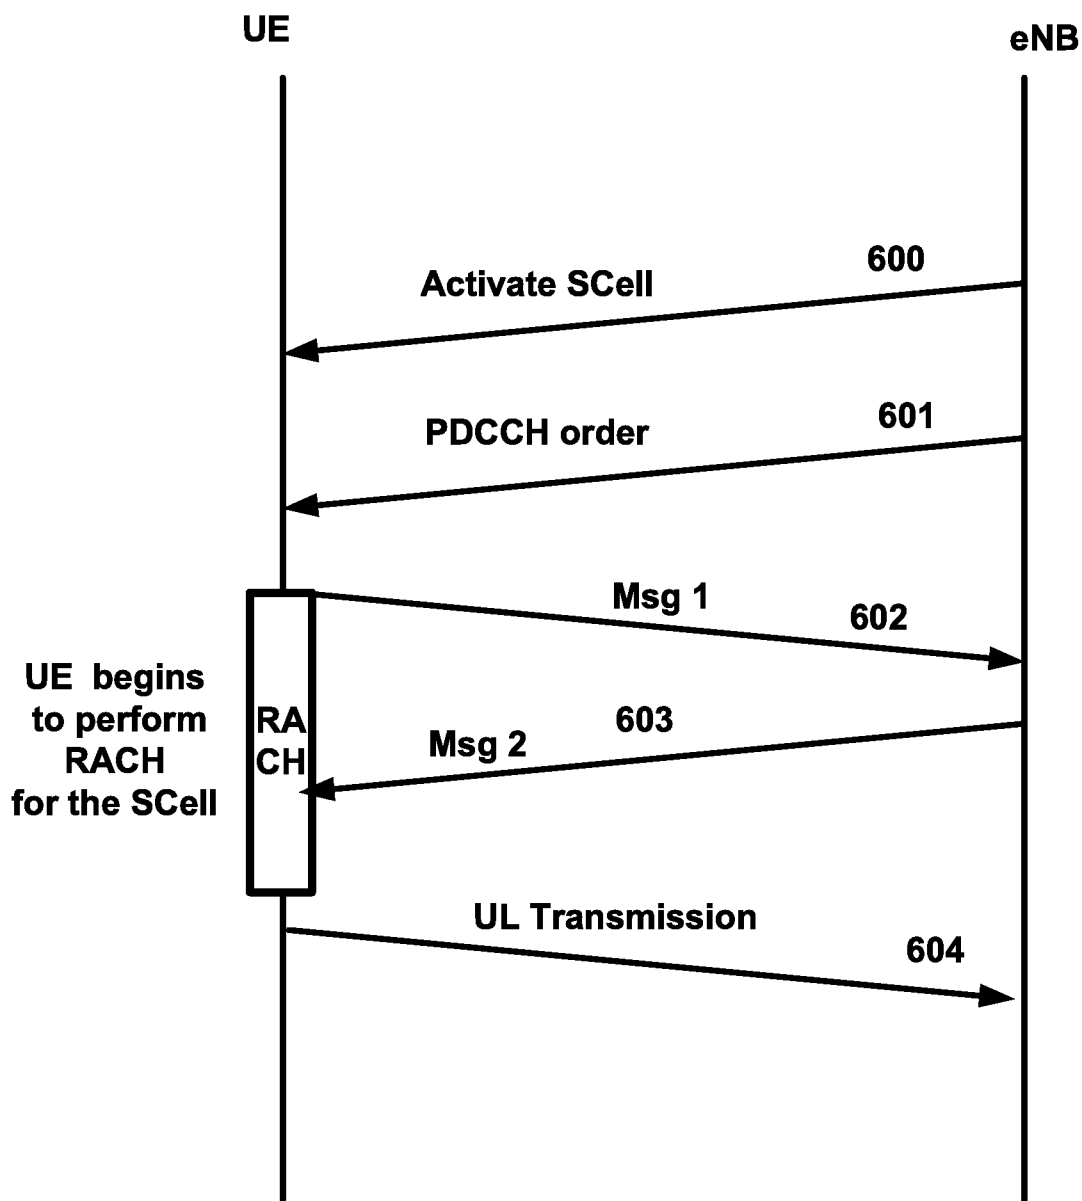 UE
eNB
600
Activate SCell
601
PDCCH order
Msg 1
602
UE begins
to perform
RACH
for the SCell
RA
CH
603
Msg 2
UL Transmission
604